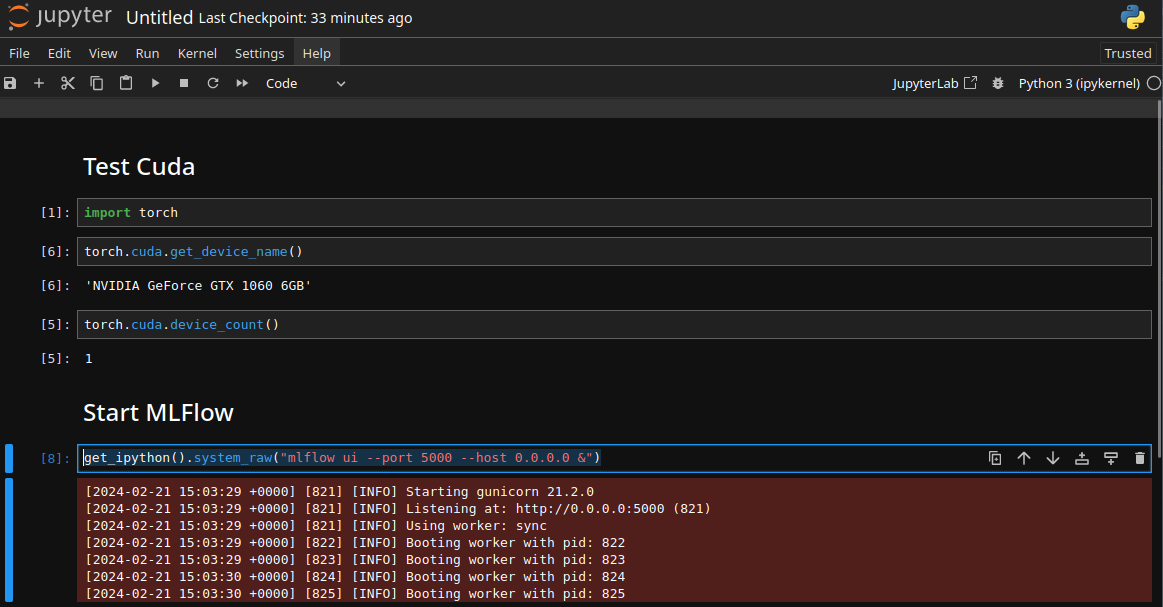 jupyter Untitled Last Checkpoint: 33 minutes ago
File Edit View Run Kernel Settings Help Trusted
Code JupyterLab Python 3 (ipykernel)
Test Cuda
[1]: import torch
[6]: torch.cuda.get_device_name()
[6]: 'NVIDIA GeForce GTX 1060 6GB'
[5]: torch.cuda.device_count()
[5]: 1
Start MLFlow
[8]: get_ipython().system_raw("mlflow ui --port 5000 --host 0.0.0.0 &")
[2024-02-21 15:03:29 +0000] [821] [INFO] Starting gunicorn 21.2.0
[2024-02-21 15:03:29 +0000] [821] [INFO] Listening at: http://0.0.0.0:5000 (821)
[2024-02-21 15:03:29 +0000] [821] [INFO] Using worker: sync
[2024-02-21 15:03:29 +0000] [822] [INFO] Booting worker with pid: 822
[2024-02-21 15:03:29 +0000] [823] [INFO] Booting worker with pid: 823
[2024-02-21 15:03:30 +0000] [824] [INFO] Booting worker with pid: 824
[2024-02-21 15:03:30 +0000] [825] [INFO] Booting worker with pid: 825